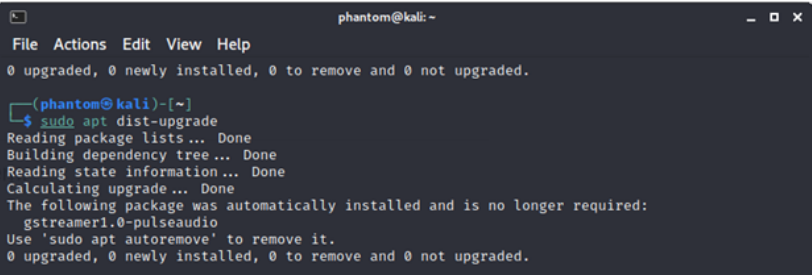 phantom@kali: ~
File Actions Edit View Help
0 upgraded, 0 newly installed, 0 to remove and 0 not upgraded.
┌──(phantom㉿kali)-[~]
└─$ sudo apt dist-upgrade
Reading package lists... Done
Building dependency tree... Done
Reading state information... Done
Calculating upgrade... Done
The following package was automatically installed and is no longer required:
gstreamer1.0-pulseaudio
Use 'sudo apt autoremove' to remove it.
0 upgraded, 0 newly installed, 0 to remove and 0 not upgraded.